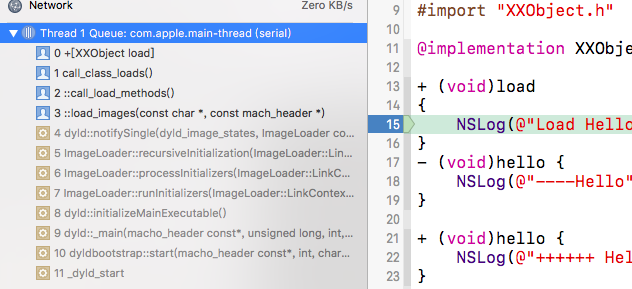 Network Zero KB/s
Thread 1 Queue: com.apple.main-thread (serial)
0 +[XXObject load]
1 call_class_loads()
2 ::call_load_methods()
3 ::load_images(const char *, const mach_header *)
4 dyld::notifySingle(dyld_image_states, ImageLoader co...
5 ImageLoader::recursiveInitialization(ImageLoader::Lin...
6 ImageLoader::processInitializers(ImageLoader::LinkC...
7 ImageLoader::runInitializers(ImageLoader::LinkContex...
8 dyld::initializeMainExecutable()
9 dyld::_main(macho_header const*, unsigned long, int,...
10 dyldbootstrap::start(macho_header const*, int, char...
11 _dyld_start
9 #import "XXObject.h"
10
11 @implementation XXObje
12
13 + (void)load
14 {
15 NSLog(@"Load Hello
16 }
17 - (void)hello {
18 NSLog(@"----Hello"
19 }
20
21 + (void)hello {
22 NSLog(@"++++++ Hel
23 }